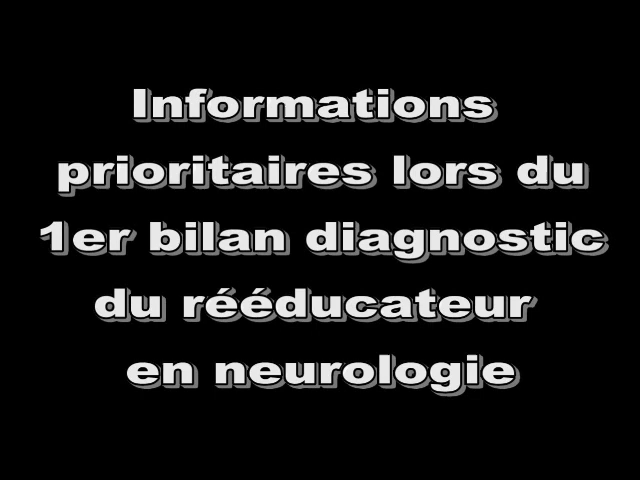 Informations
prioritaires lors du
1er bilan diagnostic
du rééducateur
en neurologie